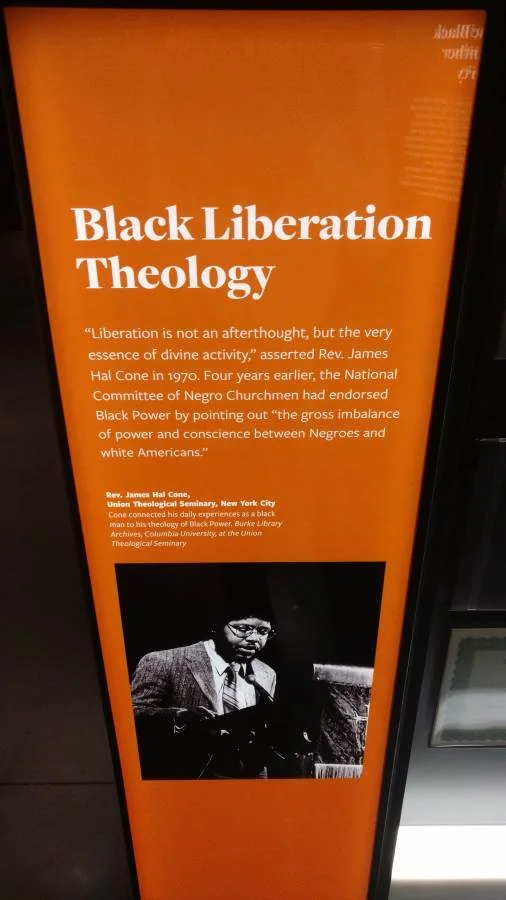 Black Liberation
Theology
“Liberation is not an afterthought, but the very
essence of divine activity,” asserted Rev. James
Hal Cone in 1970. Four years earlier, the National
Committee of Negro Churchmen had endorsed
Black Power by pointing out “the gross imbalance
of power and conscience between Negroes and
white Americans.”
Rev. James Hal Cone,
Union Theological Seminary, New York City
Cone connected his daily experiences as a black
man to his theology of Black Power. Burke Library
Archives, Columbia University, at the Union
Theological Seminary